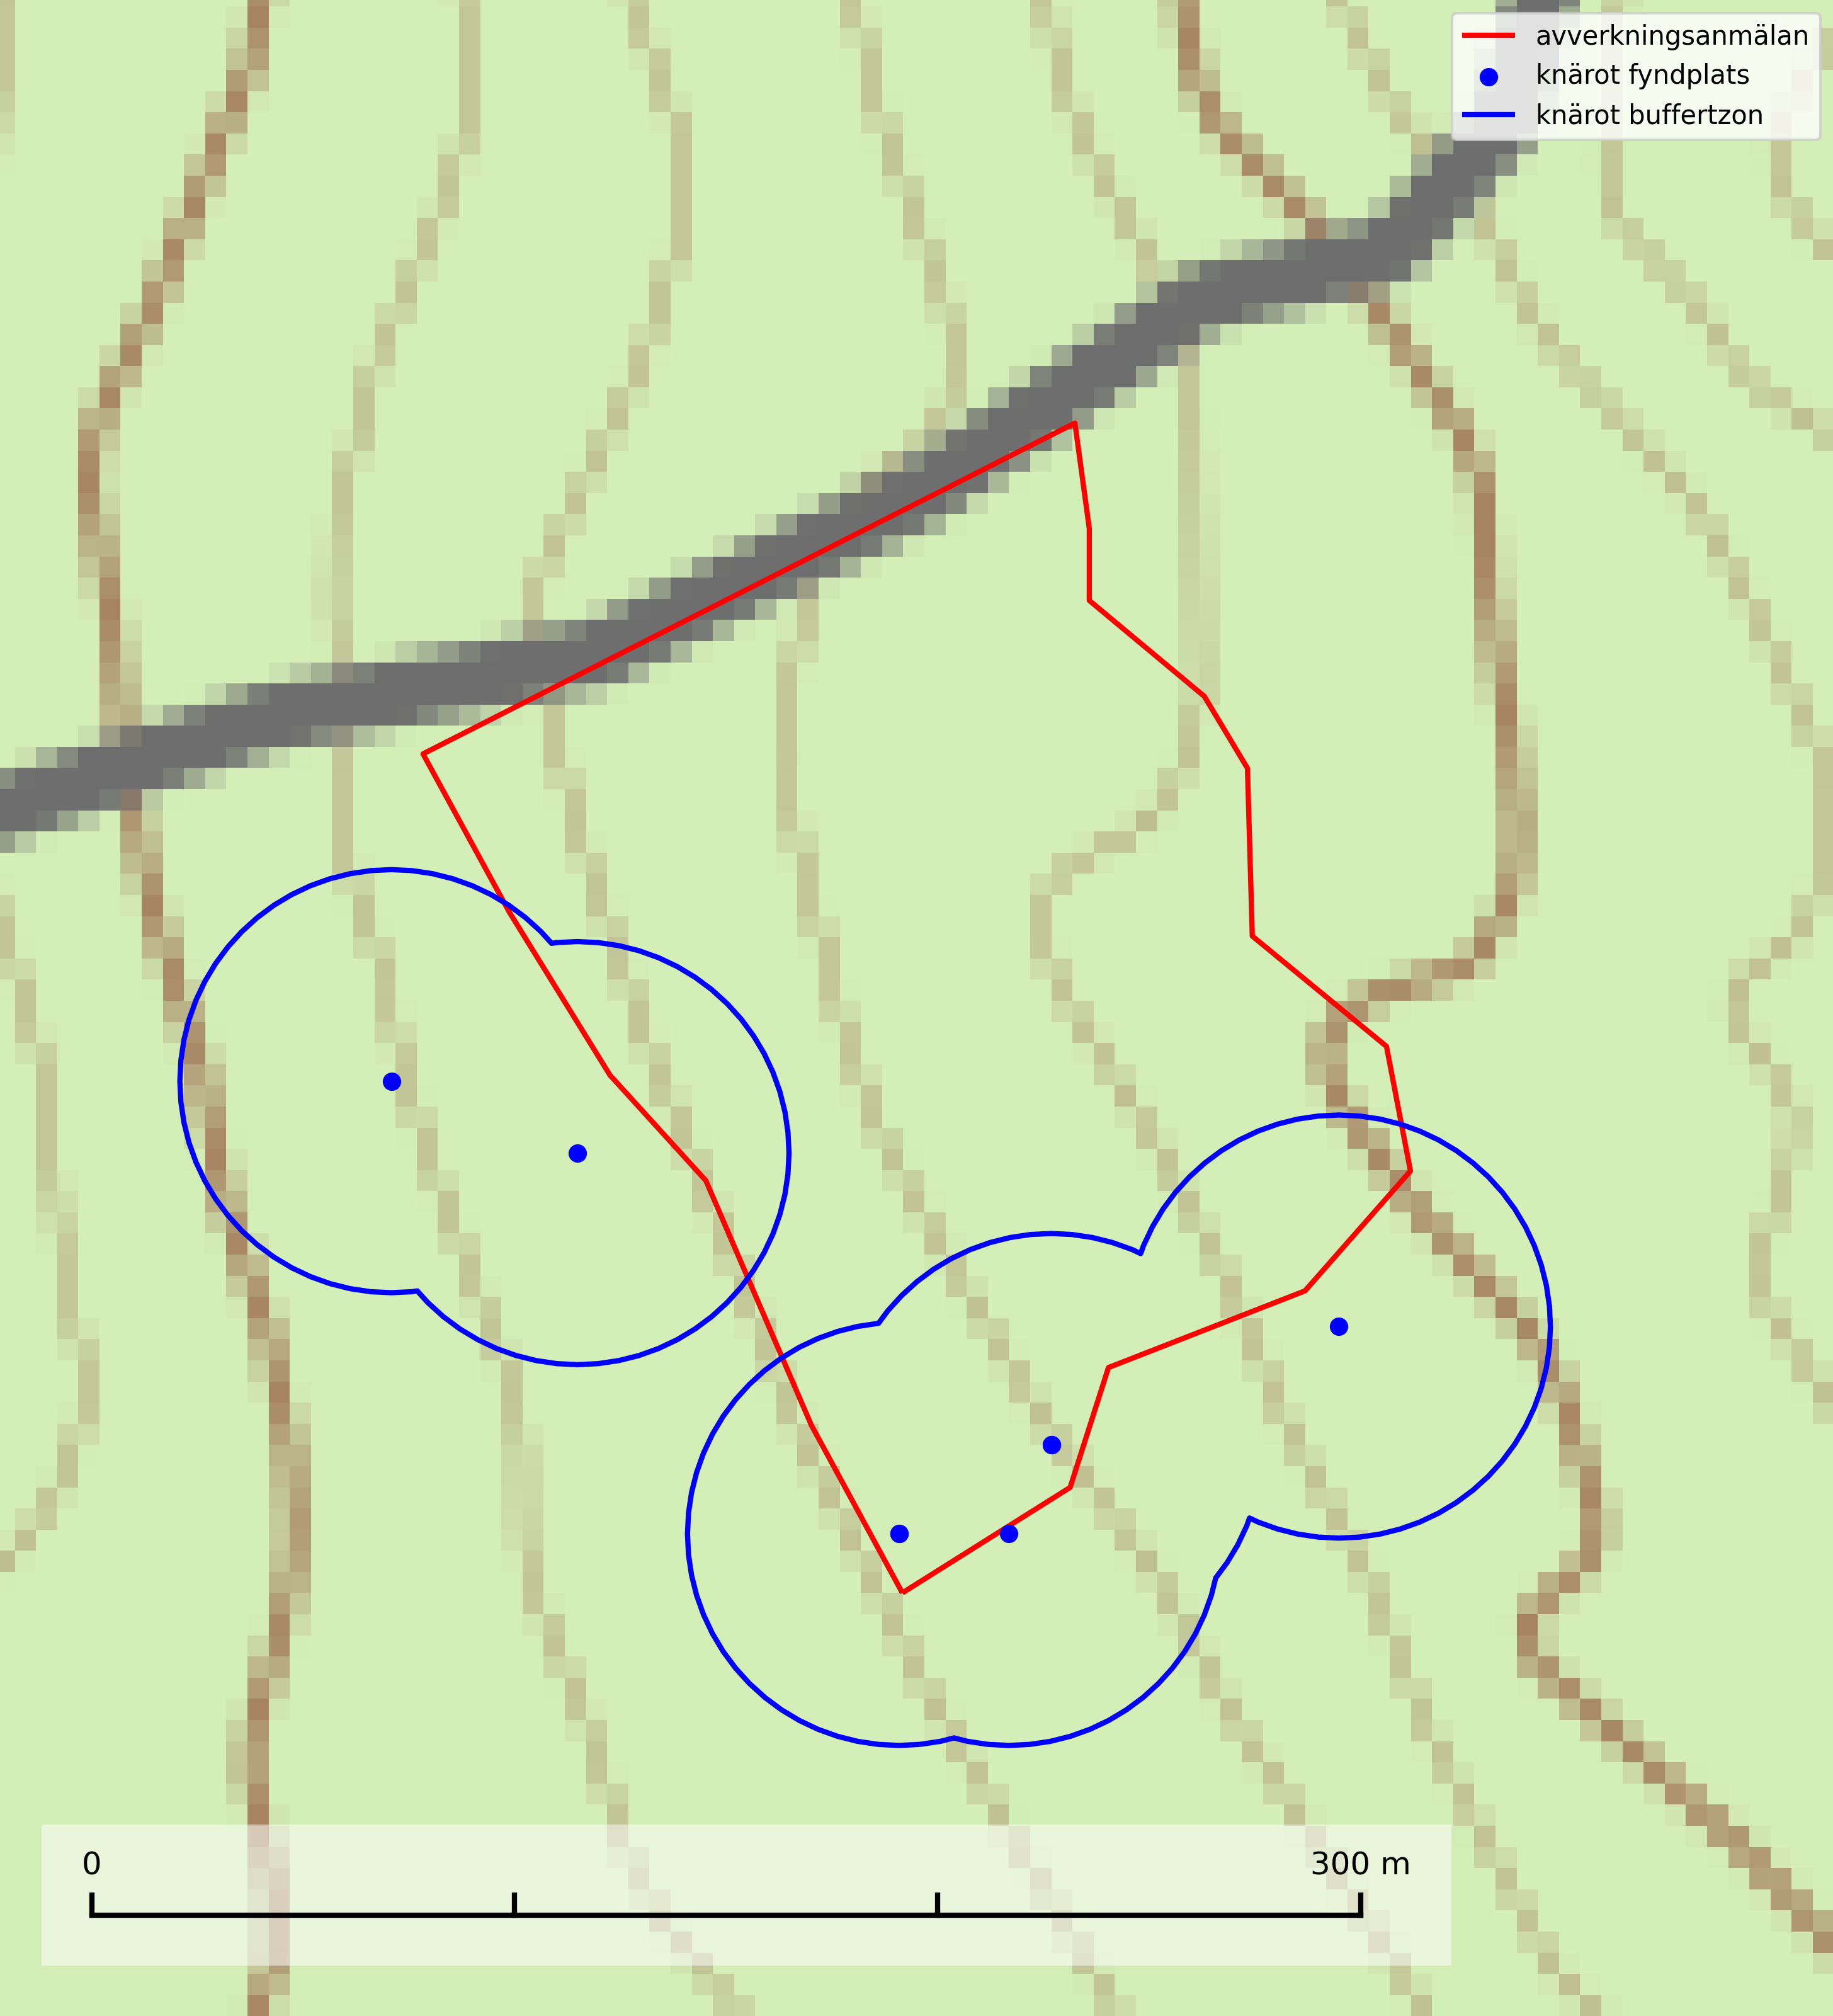 avverkningsanmälan
knärot fyndplats
knärot buffertzon
0
300 m